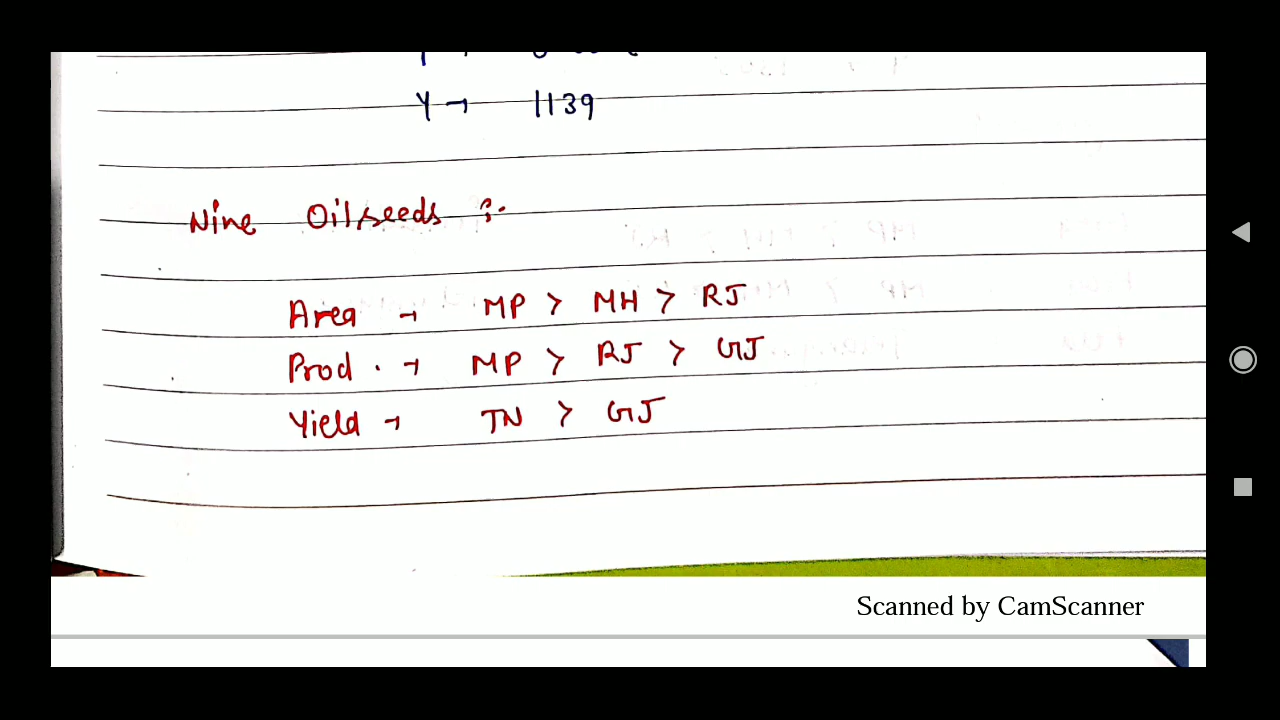 Y → 1139
Nine Oilseeds :-
Area → MP > MH > RJ
Prod. → MP > RJ > GJ
Yield → TN > GJ
Scanned by CamScanner